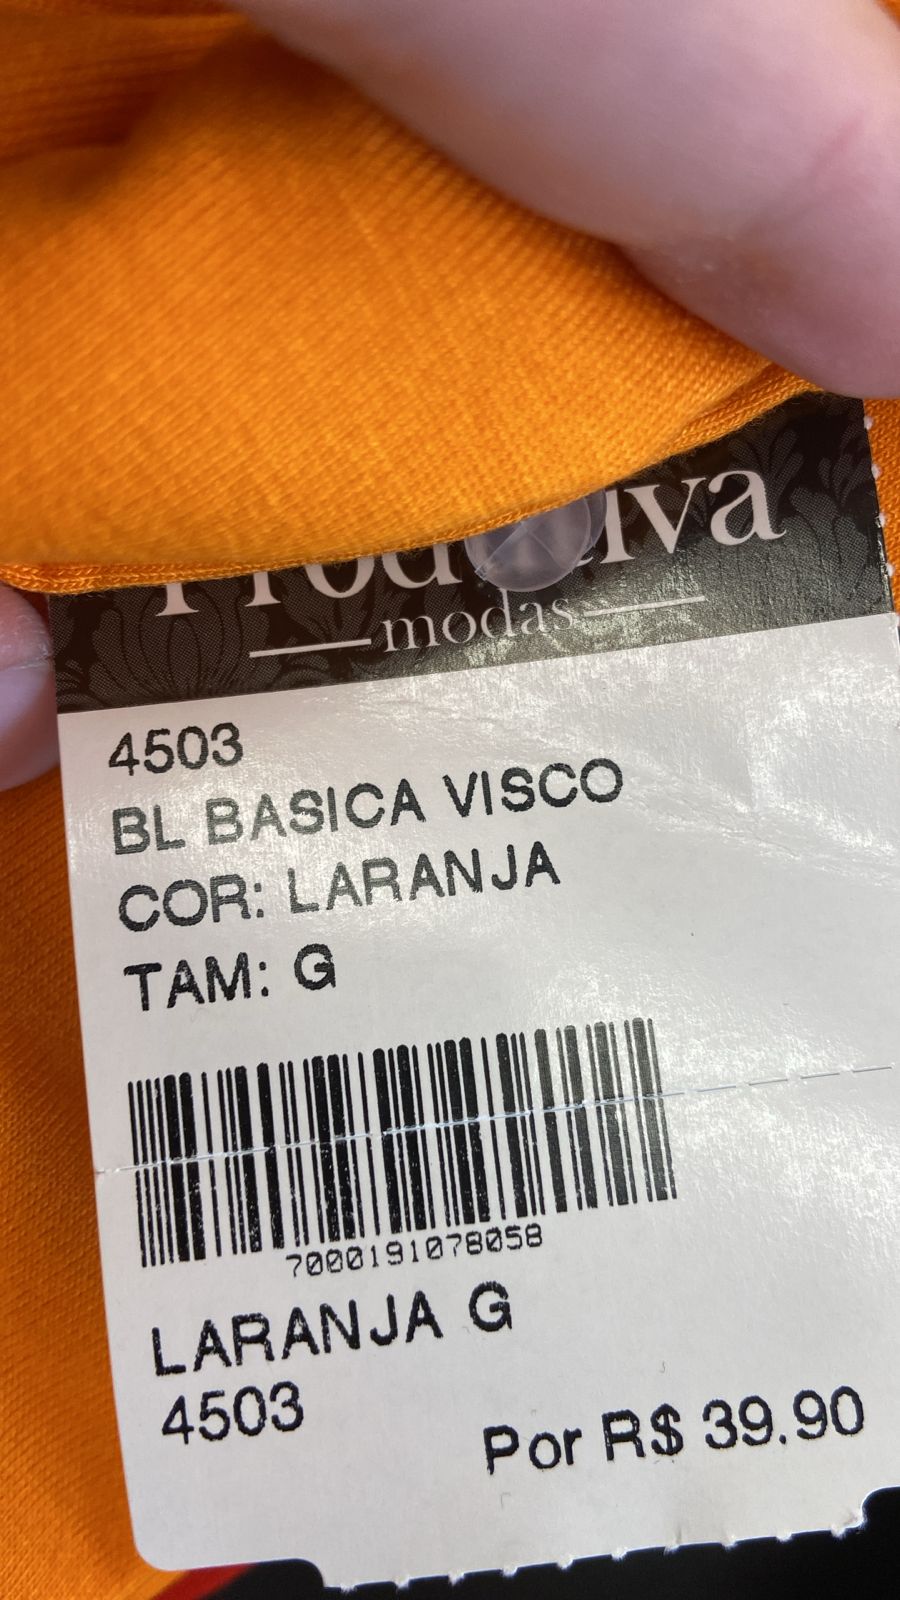 modas
4503
BL BASICA VISCO
COR: LARANJA
TAM: G
7000191078058
LARANJA G
4503
Por R$ 39.90